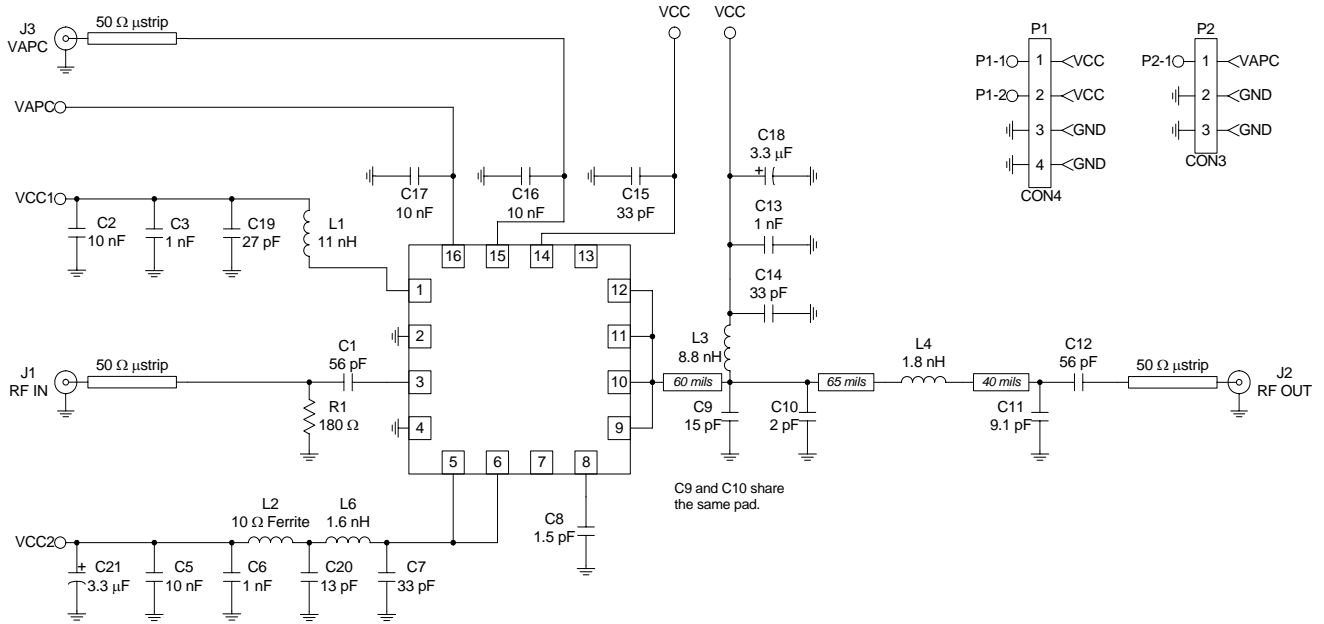 J3
VAPC
50 Ω µstrip
VCC
VCC
P1
P1-1
1
VCC
P1-2
2
VCC
3
GND
4
GND
CON4
P2
P2-1
1
VAPC
2
GND
3
GND
CON3
VAPC
C17
10 nF
C16
10 nF
C15
33 pF
C18
3.3 µF
+
C13
1 nF
C14
33 pF
VCC1
C2
10 nF
C3
1 nF
C19
27 pF
L1
11 nH
16
15
14
13
1
2
3
4
12
11
10
9
5
6
7
8
J1
RF IN
50 Ω µstrip
C1
56 pF
R1
180 Ω
L3
8.8 nH
60 mils
C9
15 pF
C10
2 pF
65 mils
L4
1.8 nH
40 mils
C11
9.1 pF
C12
56 pF
50 Ω µstrip
J2
RF OUT
C9 and C10 share
the same pad.
C8
1.5 pF
VCC2
+
C21
3.3 µF
C5
10 nF
C6
1 nF
L2
10 Ω Ferrite
L6
1.6 nH
C20
13 pF
C7
33 pF